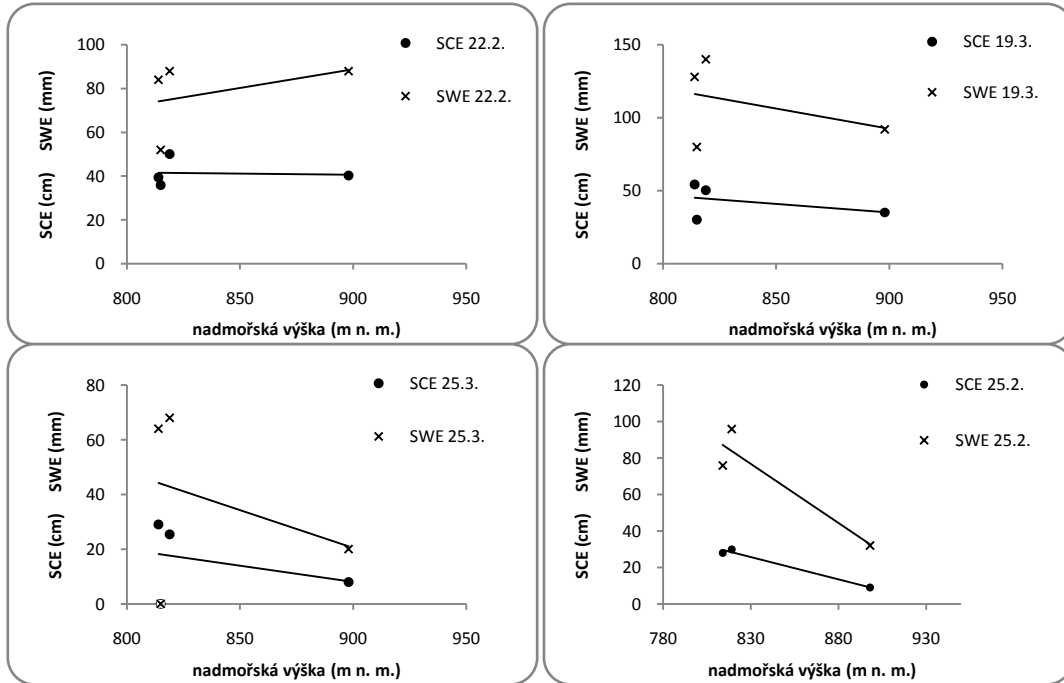 SCE (cm) SWE (mm)
100
80
60
40
20
0
800 850 900 950
nadmořská výška (m n. m.)
SCE 22.2.
SWE 22.2.
SCE (cm) SWE (mm)
150
100
50
0
800 850 900 950
nadmořská výška (m n. m.)
SCE 19.3.
SWE 19.3.
SCE (cm) SWE (mm)
80
60
40
20
0
800 850 900 950
nadmořská výška (m n. m.)
SCE 25.3.
SWE 25.3.
SCE (cm) SWE (mm)
120
100
80
60
40
20
0
780 830 880 930
nadmořská výška (m n. m.)
SCE 25.2.
SWE 25.2.